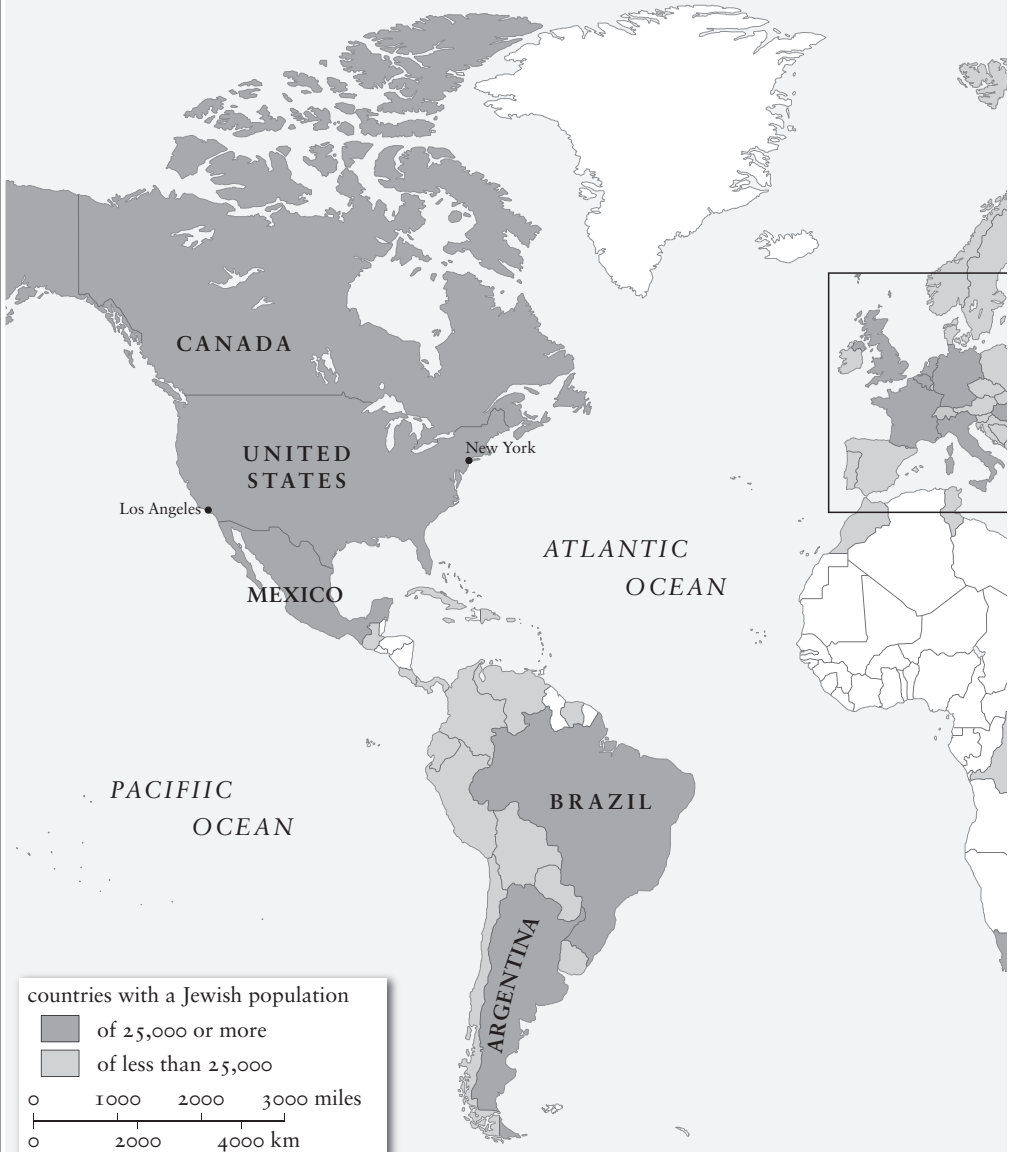 CANADA
UNITED
STATES
New York
Los Angeles
ATLANTIC
OCEAN
MEXICO
PACIFIIC
OCEAN
BRAZIL
ARGENTINA
countries with a Jewish population
of 25,000 or more
of less than 25,000
0 1000 2000 3000 miles
0 2000 4000 km